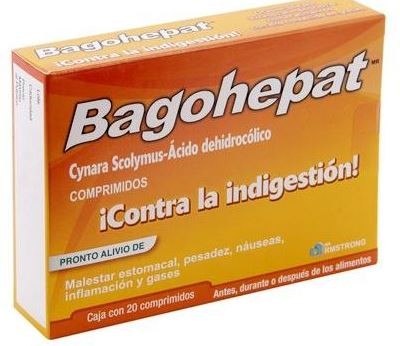 Bagohepat
¡Contra la indigestión!
Bagohepat MR
Cynara Scolymus-Ácido dehidrocólico
COMPRIMIDOS
¡Contra la indigestión!
PRONTO ALIVIO DE
Malestar estomacal, pesadez, náuseas,
inflamación y gases
RMSTRONG
Caja con 20 comprimidos
Antes, durante o después de los alimentos